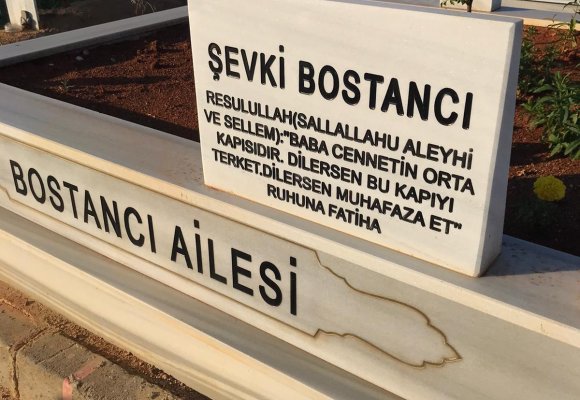 ŞEVKİ BOSTANCI
RESULULLAH(SALLALLAHU ALEYHİ
VE SELLEM):"BABA CENNETİN ORTA
KAPISIDIR. DİLERSEN BU KAPIYI
TERKET.DİLERSEN MUHAFAZA ET"
RUHUNA FATİHA
BOSTANCI AİLESİ